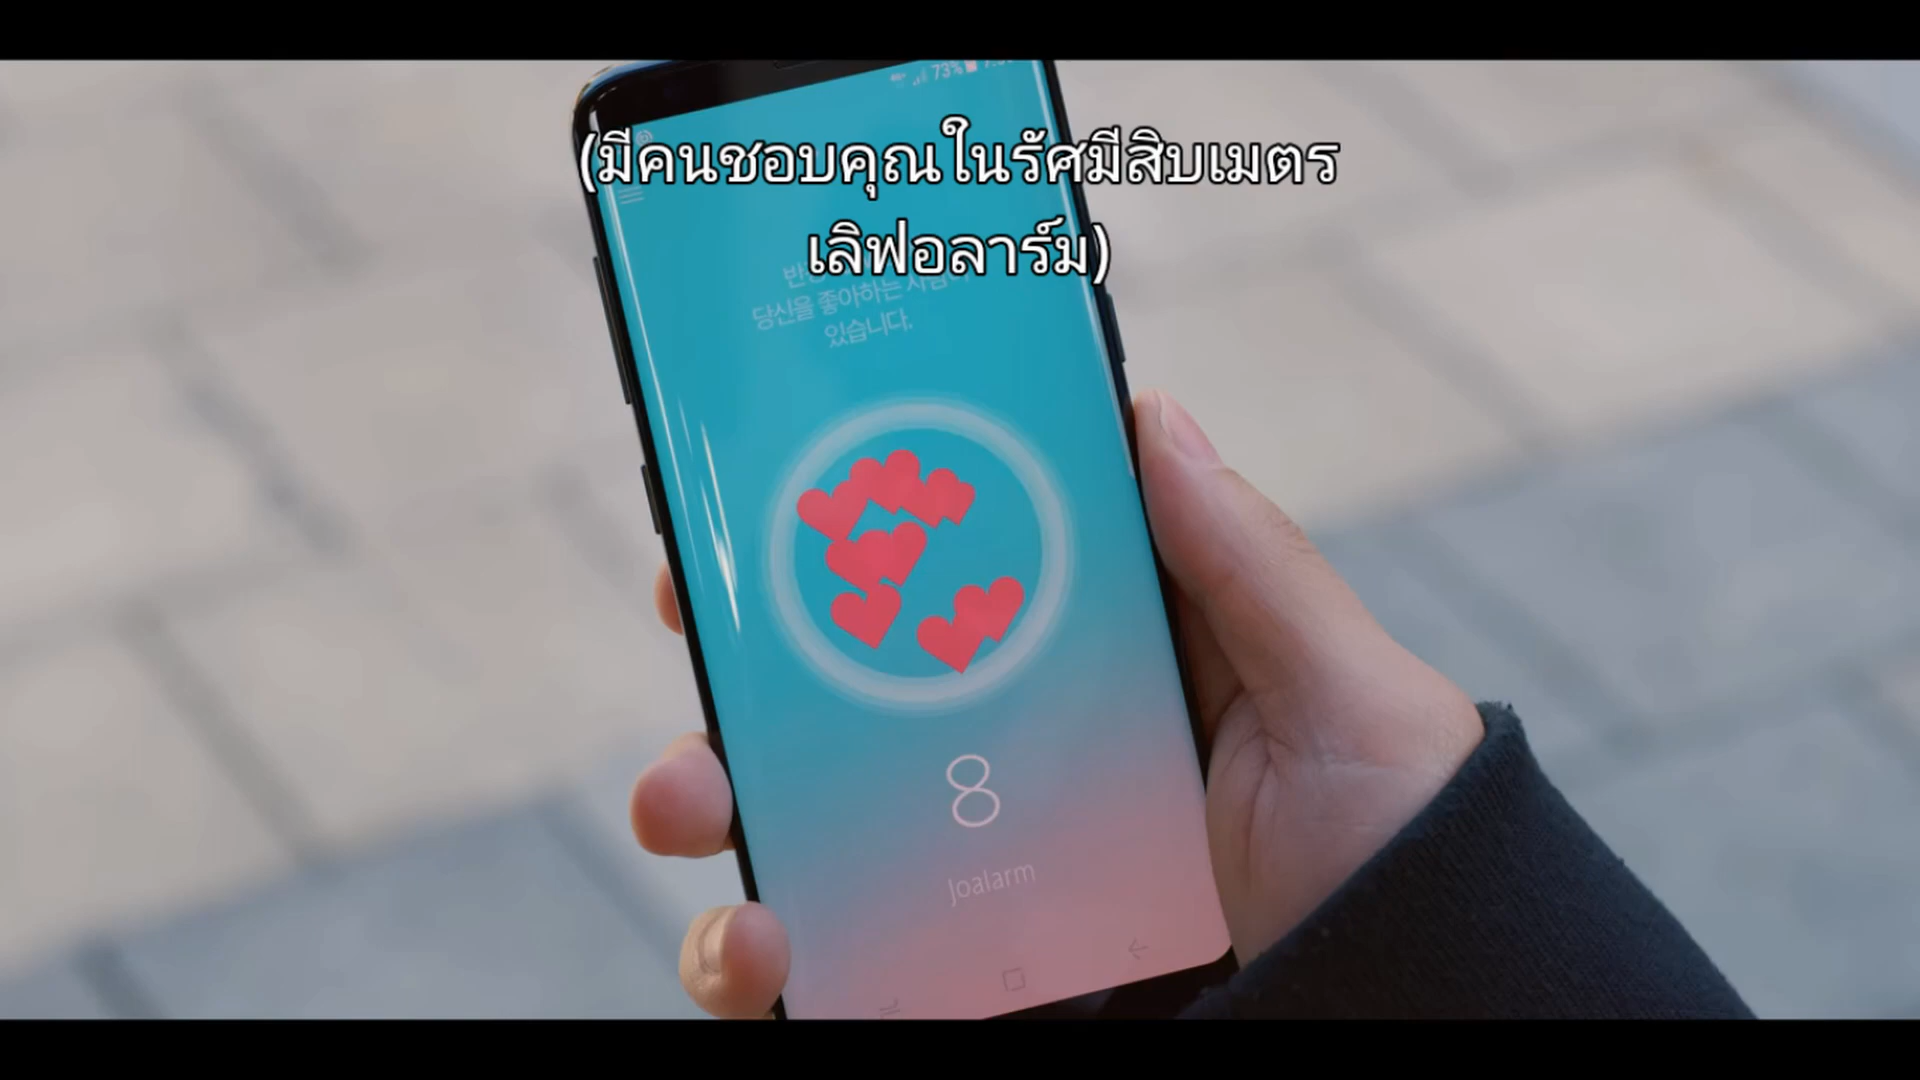 73%
(มีคนชอบคุณในรัศมีสิบเมตร
เลิฟอลาร์ม)
당신을 좋아하는
있습니다.
8
Joalarm